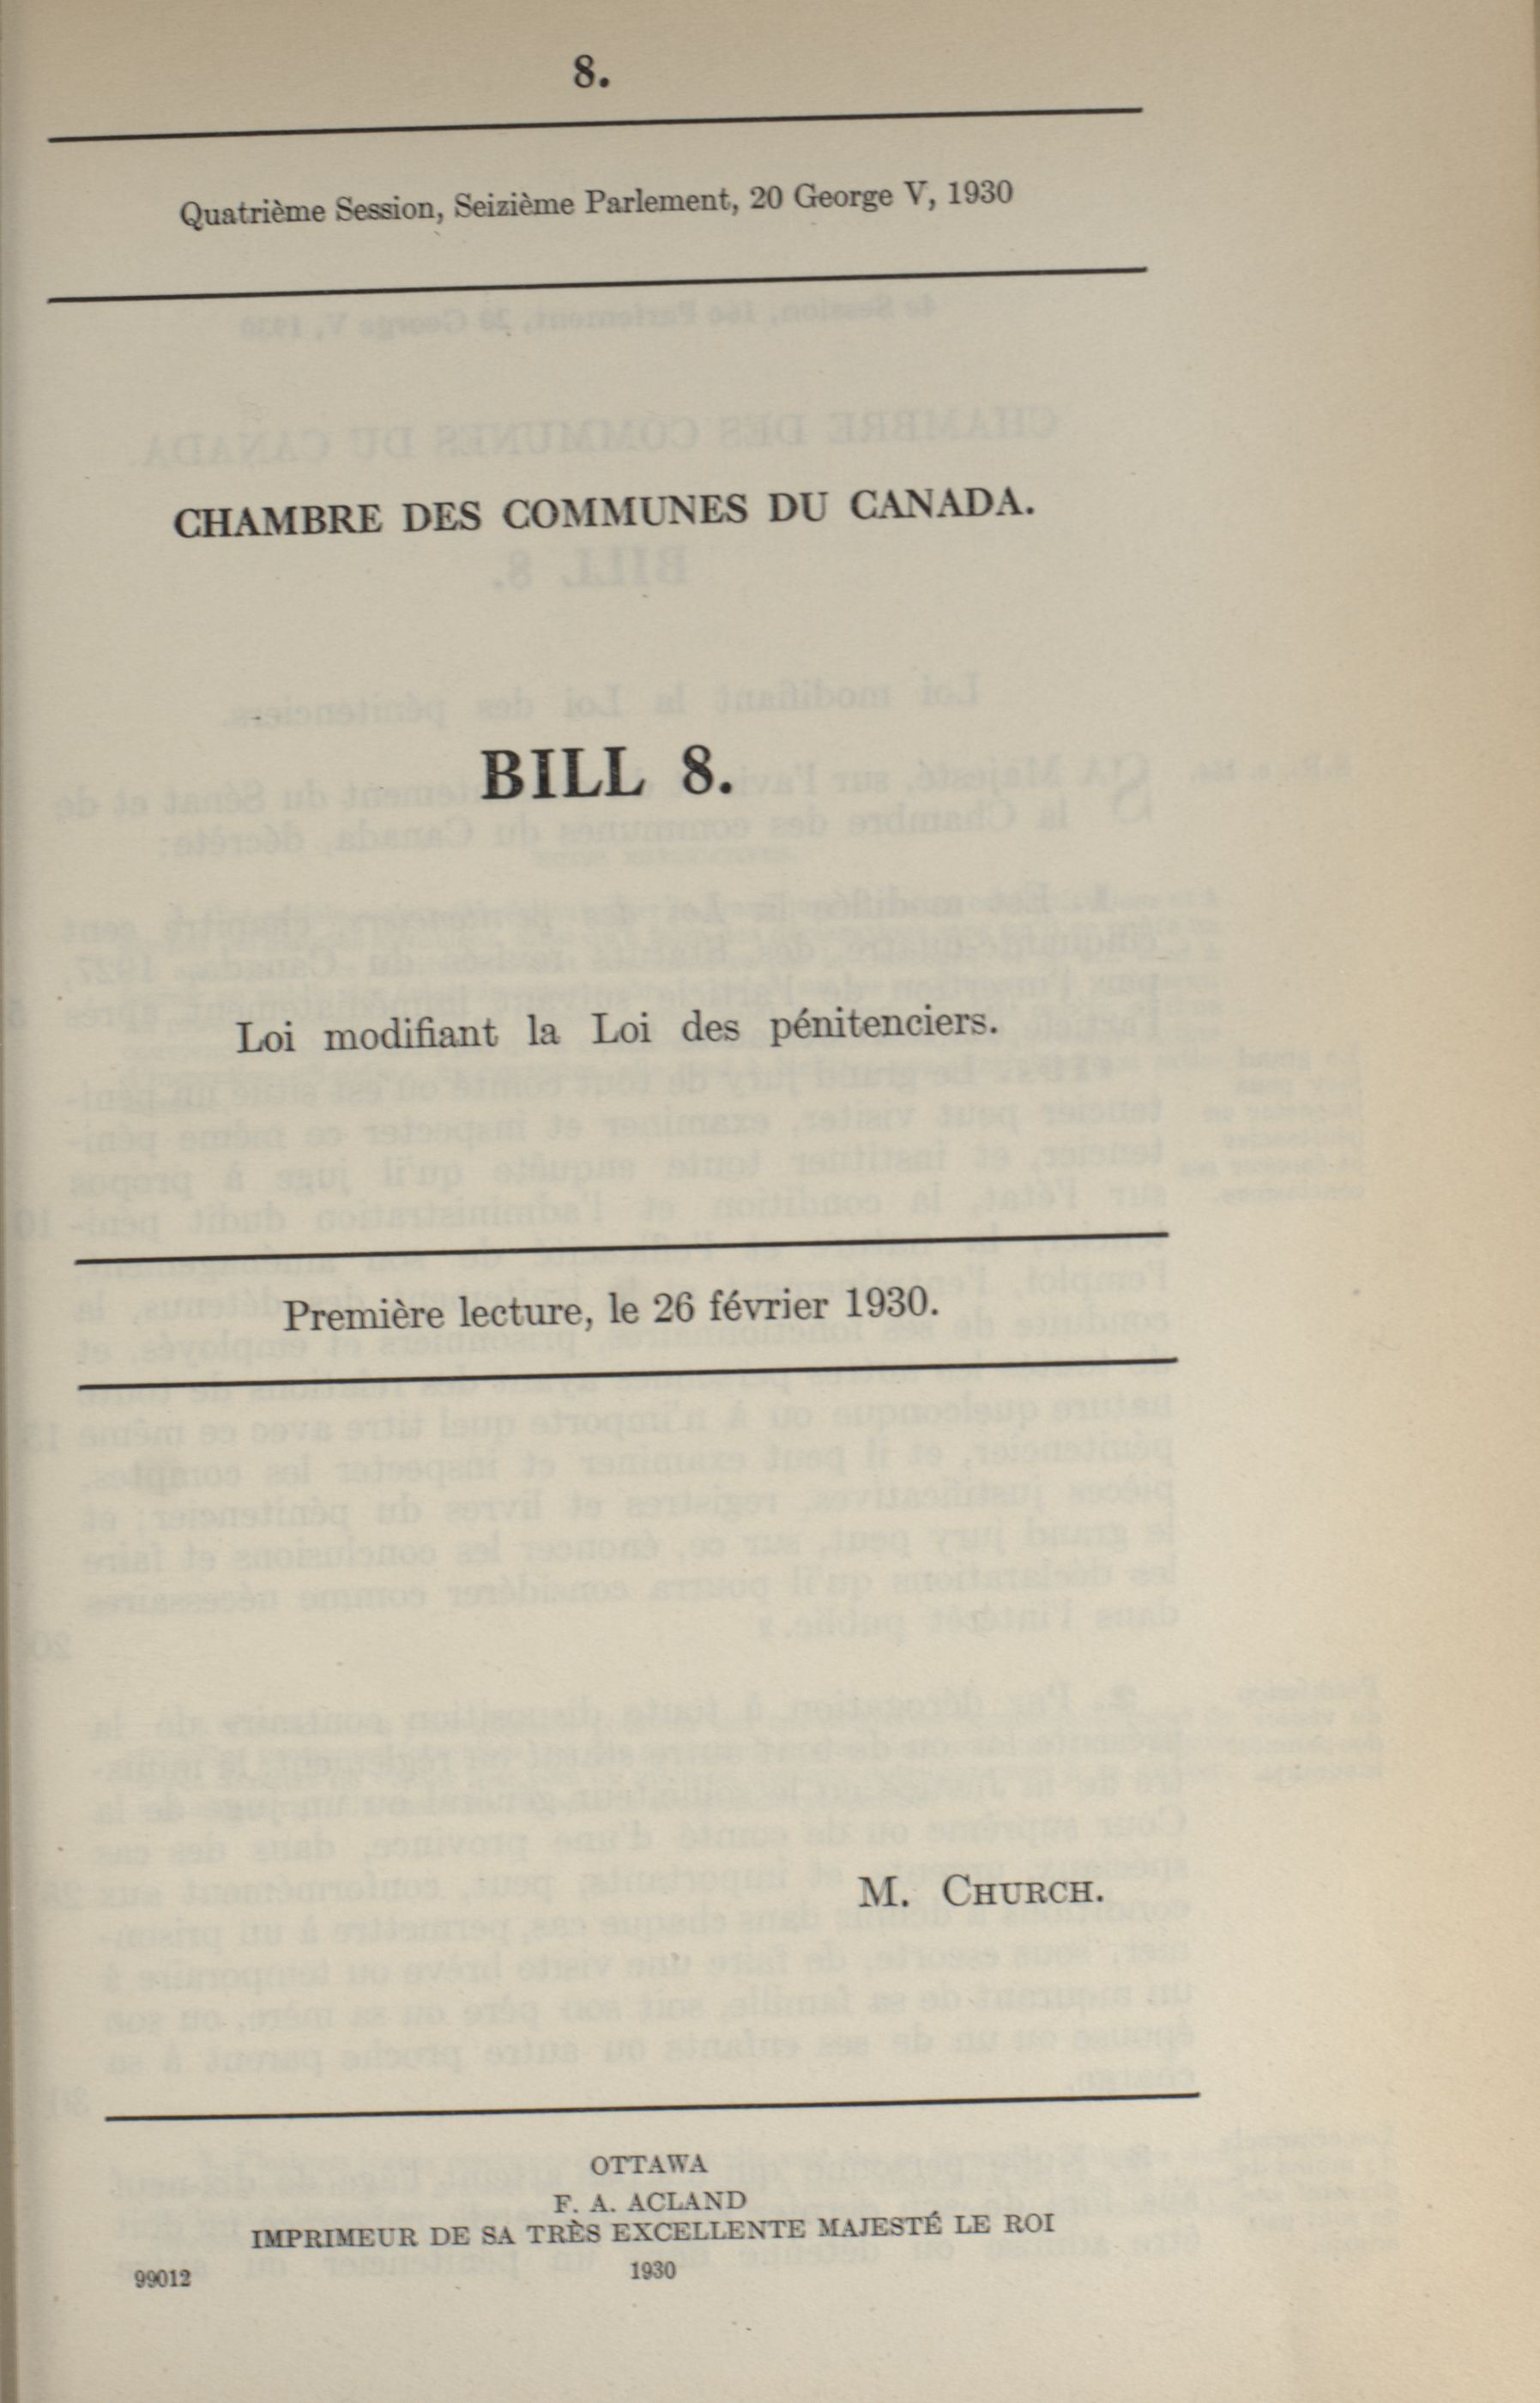 8.
Quatrième Session, Seizième Parlement, 20 George V, 1930
CHAMBRE DES COMMUNES DU CANADA.
BILL 8.
Loi modifiant la Loi des pénitenciers.
Première lecture, le 26 février 1930.
M. CHURCH.
OTTAWA
F. A. ACLAND
IMPRIMEUR DE SA TRÈS EXCELLENTE MAJESTÉ LE ROI
99012 1930